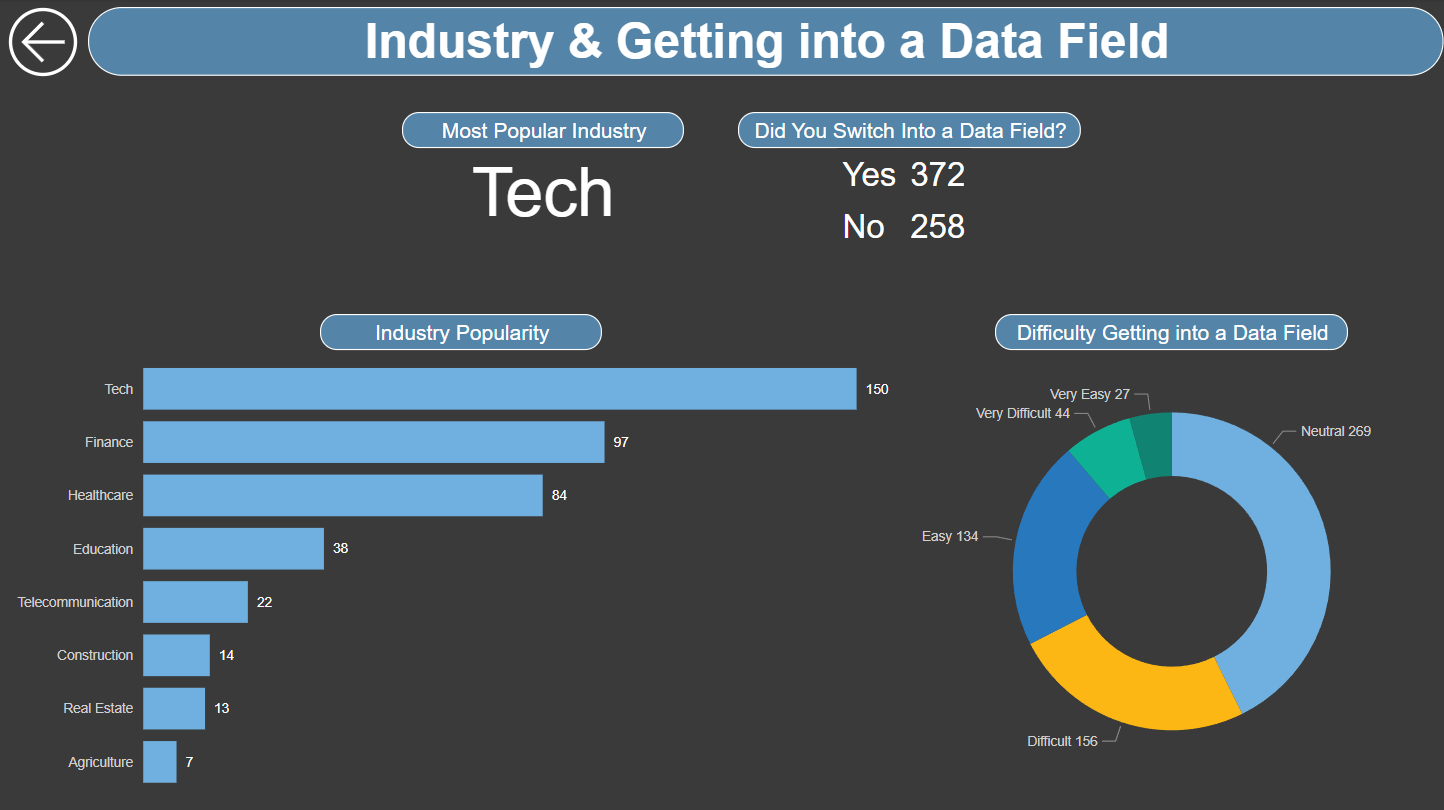 Industry & Getting into a Data Field
Most Popular Industry
Tech
Did You Switch Into a Data Field?
Yes 372
No 258
Industry Popularity
Tech 150
Finance 97
Healthcare 84
Education 38
Telecommunication 22
Construction 14
Real Estate 13
Agriculture 7
Difficulty Getting into a Data Field
Very Easy 27
Very Difficult 44
Neutral 269
Easy 134
Difficult 156